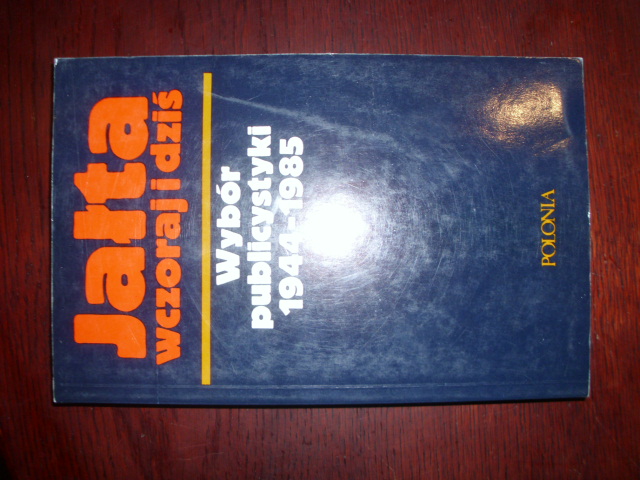 Jałta
wczoraj i dziś
Wybór
publicystyki
1944-1985
POLONIA